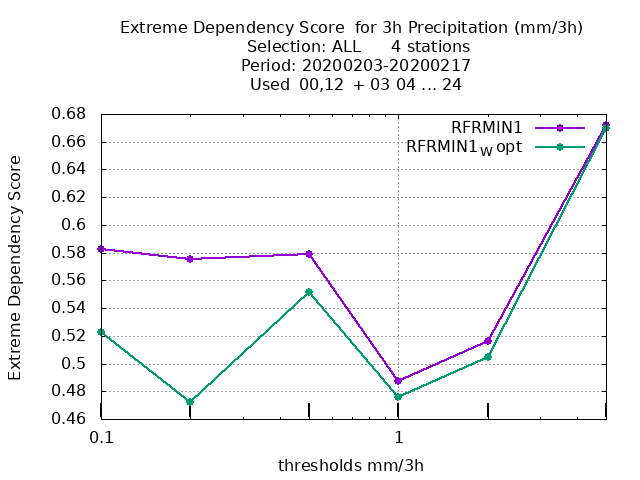 Extreme Dependency Score  for 3h Precipitation (mm/3h)
Selection: ALL      4 stations
Period: 20200203-20200217
Used  00,12  + 03 04 ... 24
RFRMIN1
RFRMIN1W opt
0.68
0.66
0.64
0.62
0.6
0.58
0.56
0.54
0.52
0.5
0.48
0.46
Extreme Dependency Score
0.1
1
thresholds mm/3h